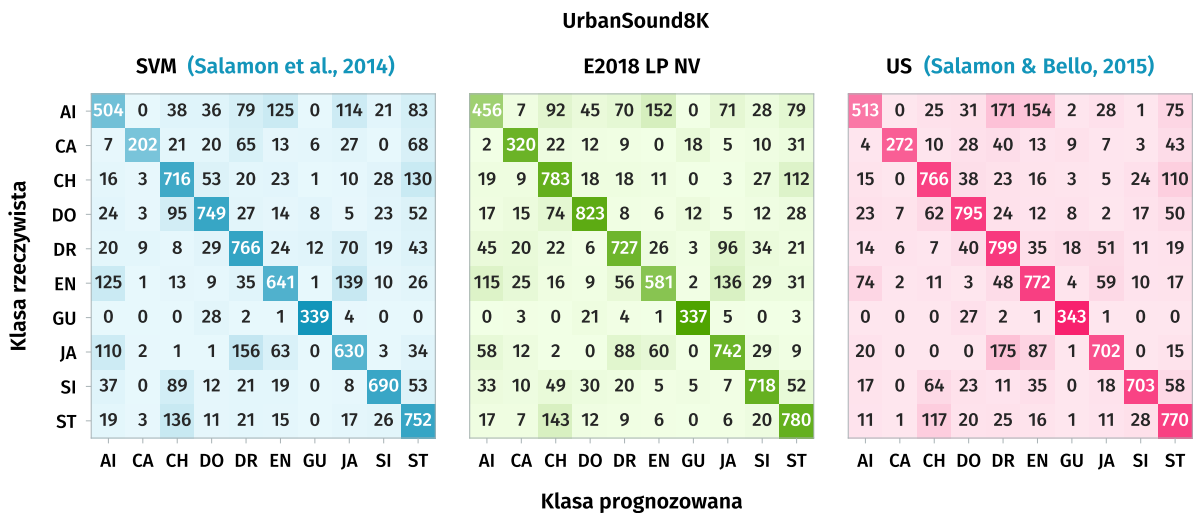 UrbanSound8K
SVM (Salamon et al., 2014)
E2018 LP NV
US (Salamon & Bello, 2015)
Klasa rzeczywista
AI 504 0 38 36 79 125 0 114 21 83 456 7 92 45 70 152 0 71 28 79 513 0 25 31 171 154 2 28 1 75
CA 7 202 21 20 65 13 6 27 0 68 2 320 22 12 9 0 18 5 10 31 4 272 10 28 40 13 9 7 3 43
CH 16 3 716 53 20 23 1 10 28 130 19 9 783 18 18 11 0 3 27 112 15 0 766 38 23 16 3 5 24 110
DO 24 3 95 749 27 14 8 5 23 52 17 15 74 823 8 6 12 5 12 28 23 7 62 795 24 12 8 2 17 50
DR 20 9 8 29 766 24 12 70 19 43 45 20 22 6 727 26 3 96 34 21 14 6 7 40 799 35 18 51 11 19
EN 125 1 13 9 35 641 1 139 10 26 115 25 16 9 56 581 2 136 29 31 74 2 11 3 48 772 4 59 10 17
GU 0 0 0 28 2 1 339 4 0 0 0 3 0 21 4 1 337 5 0 3 0 0 0 27 2 1 343 1 0 0
JA 110 2 1 1 156 63 0 630 3 34 58 12 2 0 88 60 0 742 29 9 20 0 0 0 175 87 1 702 0 15
SI 37 0 89 12 21 19 0 8 690 53 33 10 49 30 20 5 5 7 718 52 17 0 64 23 11 35 0 18 703 58
ST 19 3 136 11 21 15 0 17 26 752 17 7 143 12 9 6 0 6 20 780 11 1 117 20 25 16 1 11 28 770
AI CA CH DO DR EN GU JA SI ST AI CA CH DO DR EN GU JA SI ST AI CA CH DO DR EN GU JA SI ST
Klasa prognozowana